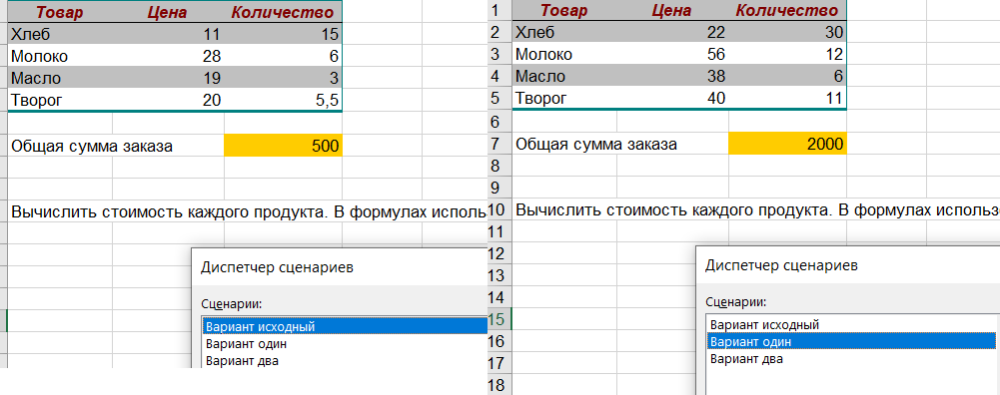 Товар Цена Количество
Хлеб 11 15
Молоко 28 6
Масло 19 3
Творог 20 5,5
Общая сумма заказа 500
Вычислить стоимость каждого продукта. В формулах исполь
Диспетчер сценариев
Сценарии:
Вариант исходный
Вариант один
Вариант два
1 Товар Цена Количество
2 Хлеб 22 30
3 Молоко 56 12
4 Масло 38 6
5 Творог 40 11
6
7 Общая сумма заказа 2000
8
9
10 Вычислить стоимость каждого продукта. В формулах использ
11
12
13
14
15
16
17
18
Диспетчер сценариев
Сценарии:
Вариант исходный
Вариант один
Вариант два